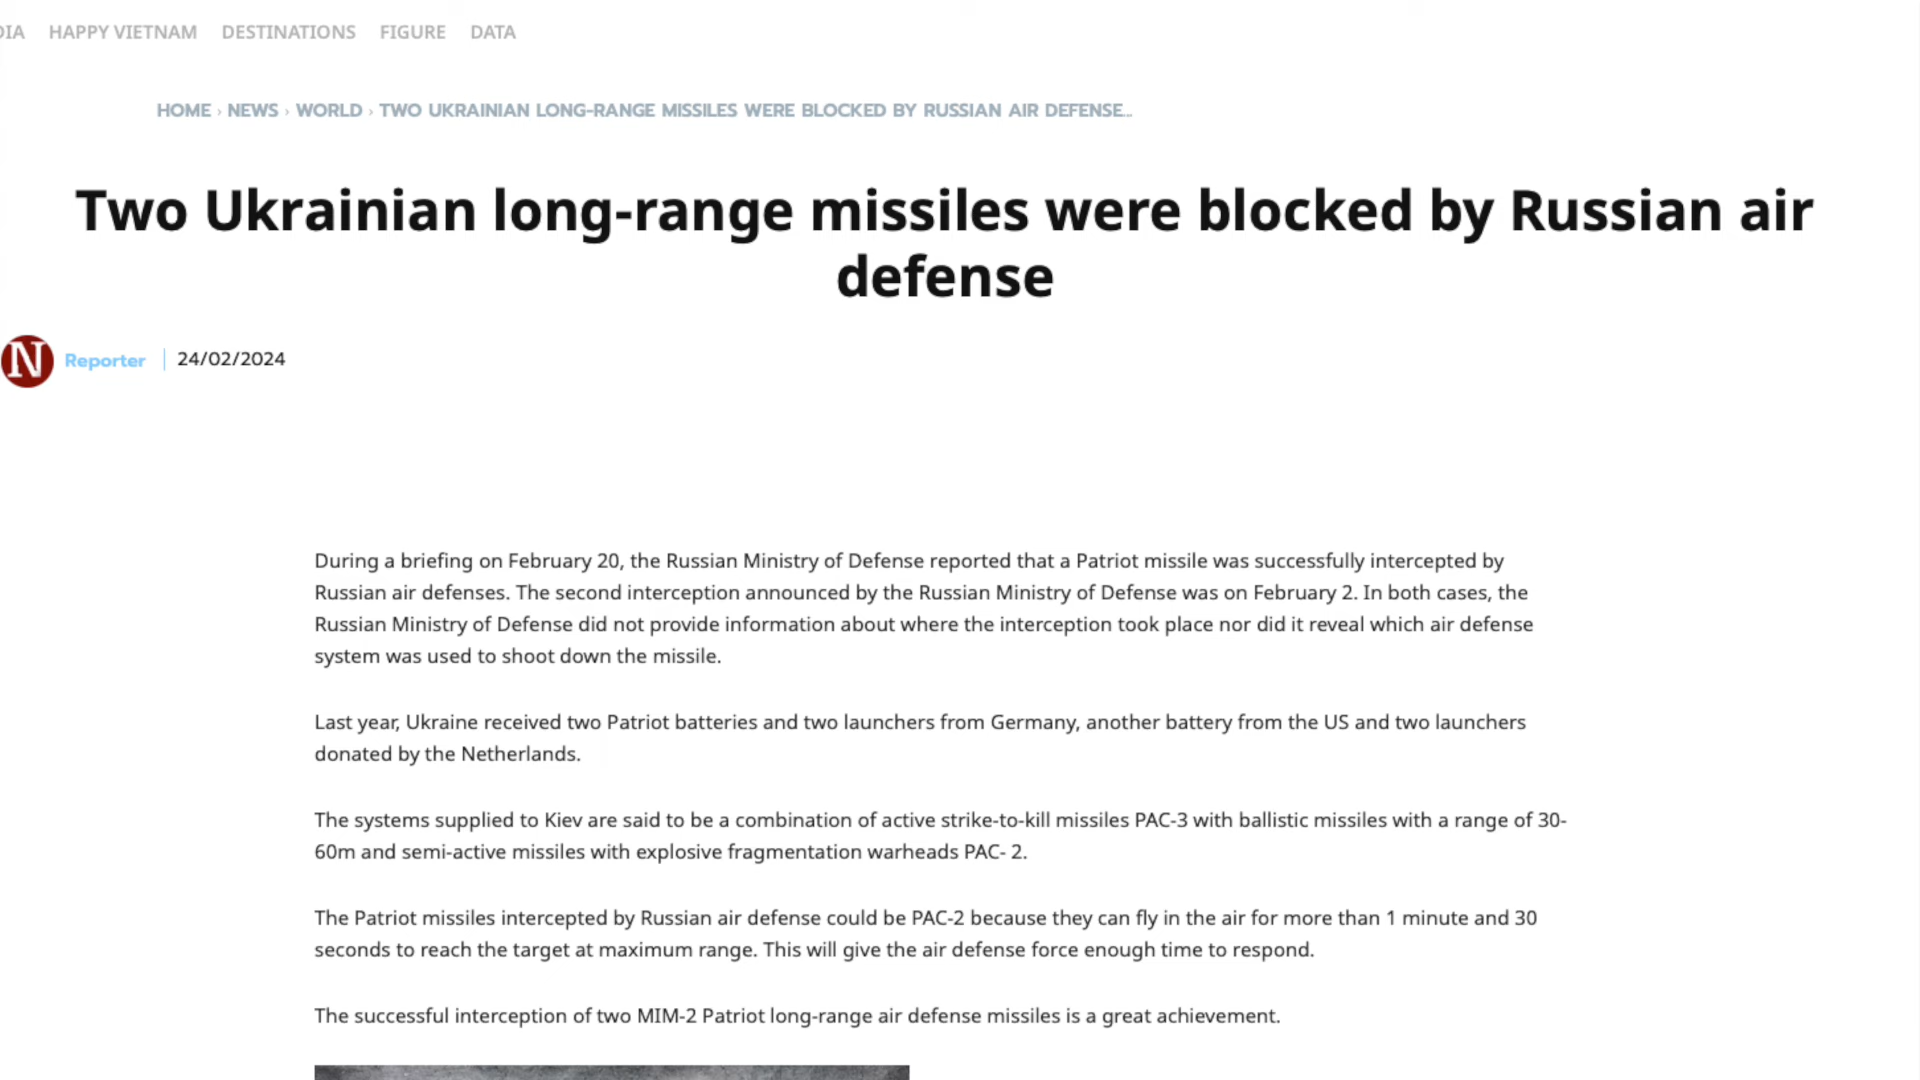 DIA HAPPY VIETNAM DESTINATIONS FIGURE DATA
HOME › NEWS › WORLD › TWO UKRAINIAN LONG-RANGE MISSILES WERE BLOCKED BY RUSSIAN AIR DEFENSE...
Two Ukrainian long-range missiles were blocked by Russian air
defense
N Reporter 24/02/2024
During a briefing on February 20, the Russian Ministry of Defense reported that a Patriot missile was successfully intercepted by
Russian air defenses. The second interception announced by the Russian Ministry of Defense was on February 2. In both cases, the
Russian Ministry of Defense did not provide information about where the interception took place nor did it reveal which air defense
system was used to shoot down the missile.
Last year, Ukraine received two Patriot batteries and two launchers from Germany, another battery from the US and two launchers
donated by the Netherlands.
The systems supplied to Kiev are said to be a combination of active strike-to-kill missiles PAC-3 with ballistic missiles with a range of 30-
60m and semi-active missiles with explosive fragmentation warheads PAC- 2.
The Patriot missiles intercepted by Russian air defense could be PAC-2 because they can fly in the air for more than 1 minute and 30
seconds to reach the target at maximum range. This will give the air defense force enough time to respond.
The successful interception of two MIM-2 Patriot long-range air defense missiles is a great achievement.